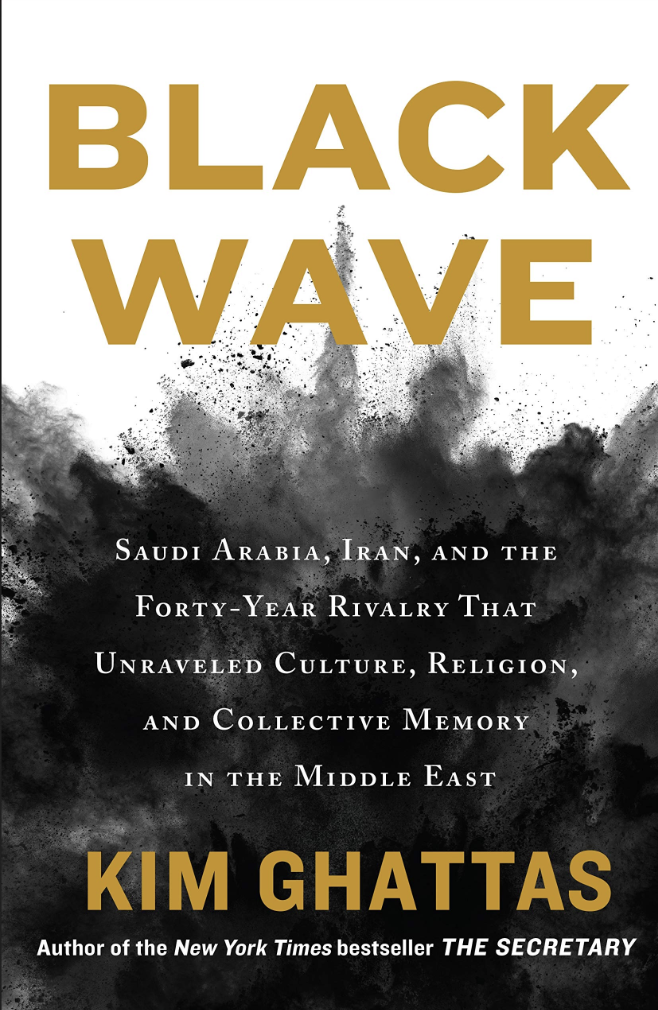 BLACK
WAVE
SAUDI ARABIA, IRAN, AND THE
FORTY-YEAR RIVALRY THAT
UNRAVELED CULTURE, RELIGION,
AND COLLECTIVE MEMORY
IN THE MIDDLE EAST
KIM GHATTAS
Author of the New York Times bestseller THE SECRETARY